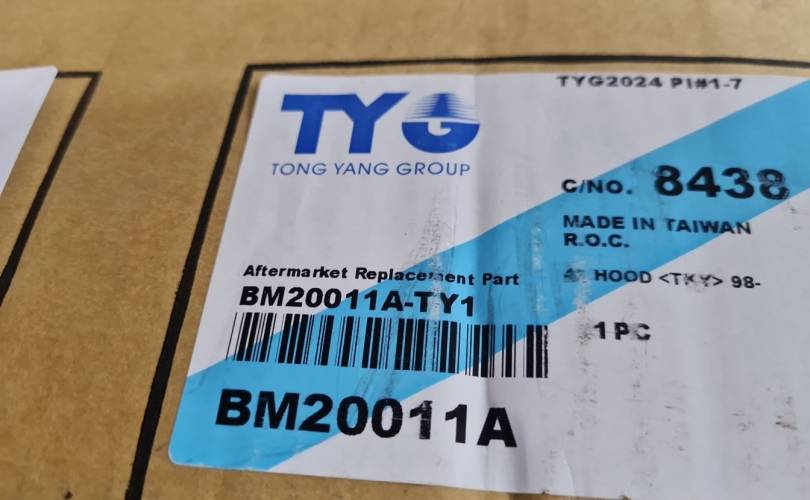 TYG2024 PI#1-7
TYG
TONG YANG GROUP
C/NO. 8438
MADE IN TAIWAN
R.O.C.
Aftermarket Replacement Part
HOOD <TKY> 98-
BM20011A-TY1
1PC
BM20011A